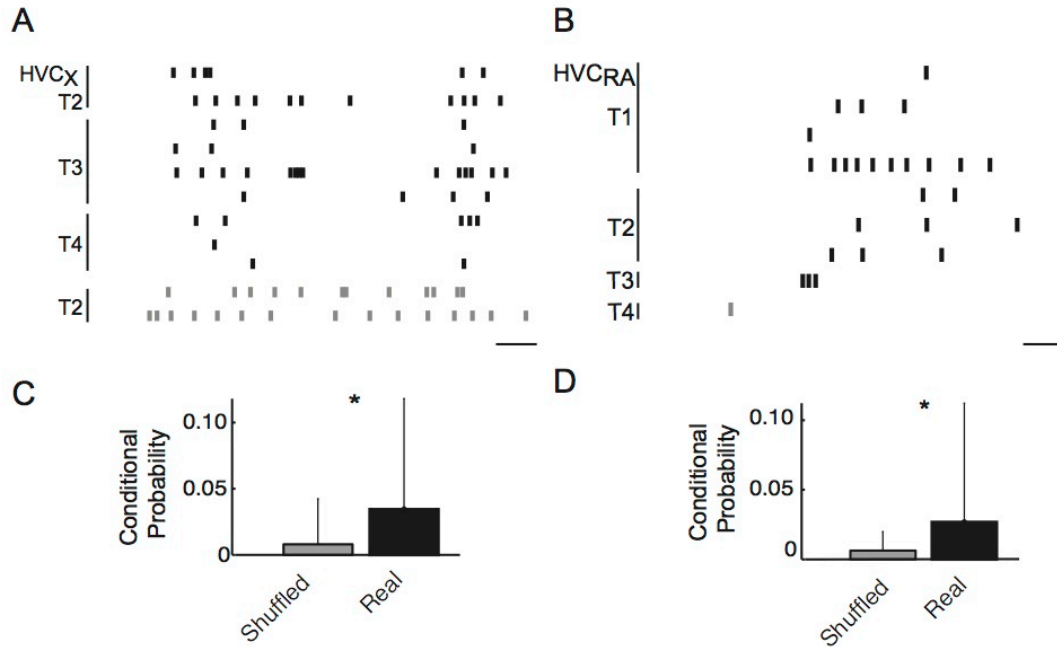 A
HVCX
T2
T3
T4
T2
B
HVCRA
T1
T2
T3
T4
C
Conditional
Probability
0.10
0.05
0
*
Shuffled
Real
D
Conditional
Probability
0.10
0.05
0
*
Shuffled
Real